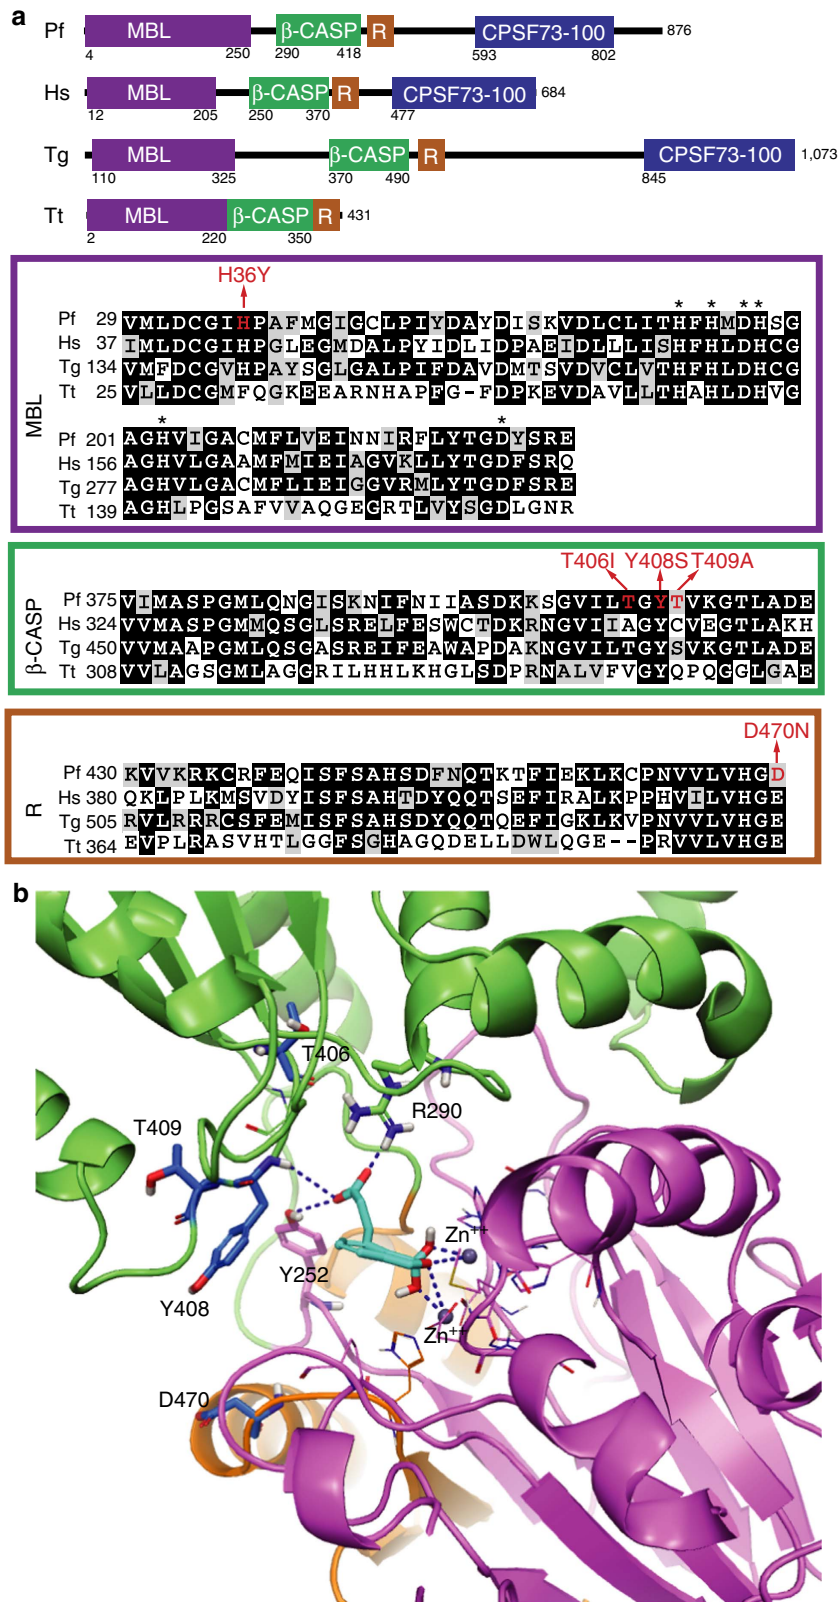 a
Pf MBL β-CASP R CPSF73-100 876
4 250 290 418 593 802
Hs MBL β-CASP R CPSF73-100 684
12 205 250 370 477
Tg MBL β-CASP R CPSF73-100 1,073
110 325 370 490 845
Tt MBL β-CASP R 431
2 220 350
MBL
H36Y
* * * *
Pf 29 VMLDCGIHPAFMGIGCLPIYDAYDISKVDLCLITHFHMDHSG
Hs 37 IMLDCGIHPGLEGMDALPYIDLIDPAEIDLLLISHFHLDHCG
Tg 134 VMFDCGVHPAYSGLGALPIFDAVDMTSVDVCLVTHFHLDHCG
Tt 25 VLLDCGMFQGKEEARNHAPFG-FDPKEVDAVLLTHAHLDHVG
* *
Pf 201 AGHVIGACMFLVEINNIRFLYTGDYSRE
Hs 156 AGHVLGAAMFMIEIAGVKLLYTGDFSRQ
Tg 277 AGHVLGACMFLIEIGGVRMLYTGDFSRE
Tt 139 AGHLPGSAFVVAQGEGRTLVYSGDLGNR
β-CASP
T406I Y408S T409A
Pf 375 VIMASPGMLQNGISKNIFNIIASDKKSGVILTGYTVKGTLADE
Hs 324 VVMASPGMMQSGLSRELFESWCTDKRNGVIIAGYCVEGTLAKH
Tg 450 VVMAAPGMLQSGASREIFEAWAPDAKNGVILTGYSVKGTLADE
Tt 308 VVLAGSGMLAGGRILHHLKHGLSDPRNALVFVGYQPQGGLGAE
R
D470N
Pf 430 KVVKRKCRFEQISFSAHSDFNQTKTFIEKLKCPNVVLVHGD
Hs 380 QKLPLKMSVDYISFSAHTDYQQTSEFIRALKPPHVILVHGE
Tg 505 RVLRRRCSFEMISFSAHSDYQQTQEFIGKLKVPNVVLVHGE
Tt 364 EVPLRASVHTLGGFSGHAGQDELLDWLQGE--PRVVLVHGE
b
T406
R290
T409
Zn++
Y252
Y408
Zn++
D470